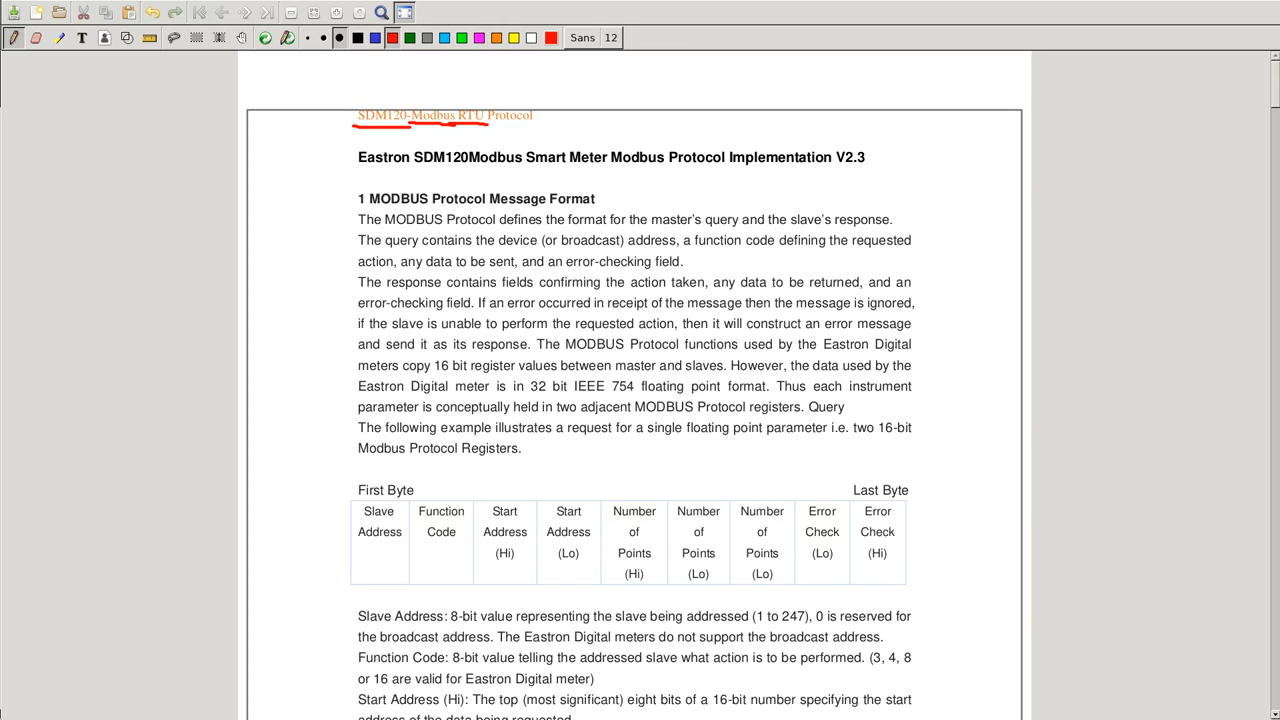 T
Sans 12
SDM120-Modbus RTU Protocol
Eastron SDM120Modbus Smart Meter Modbus Protocol Implementation V2.3
1 MODBUS Protocol Message Format
The MODBUS Protocol defines the format for the master's query and the slave's response.
The query contains the device (or broadcast) address, a function code defining the requested
action, any data to be sent, and an error-checking field.
The response contains fields confirming the action taken, any data to be returned, and an
error-checking field. If an error occurred in receipt of the message then the message is ignored,
if the slave is unable to perform the requested action, then it will construct an error message
and send it as its response. The MODBUS Protocol functions used by the Eastron Digital
meters copy 16 bit register values between master and slaves. However, the data used by the
Eastron Digital meter is in 32 bit IEEE 754 floating point format. Thus each instrument
parameter is conceptually held in two adjacent MODBUS Protocol registers. Query
The following example illustrates a request for a single floating point parameter i.e. two 16-bit
Modbus Protocol Registers.
First Byte Last Byte
Slave Function Start Start Number Number Number Error Error
Address Code Address Address of of of Check Check
(Hi) (Lo) Points Points Points (Lo) (Hi)
(Hi) (Lo) (Lo)
Slave Address: 8-bit value representing the slave being addressed (1 to 247), 0 is reserved for
the broadcast address. The Eastron Digital meters do not support the broadcast address.
Function Code: 8-bit value telling the addressed slave what action is to be performed. (3, 4, 8
or 16 are valid for Eastron Digital meter)
Start Address (Hi): The top (most significant) eight bits of a 16-bit number specifying the start
address of the data being requested.